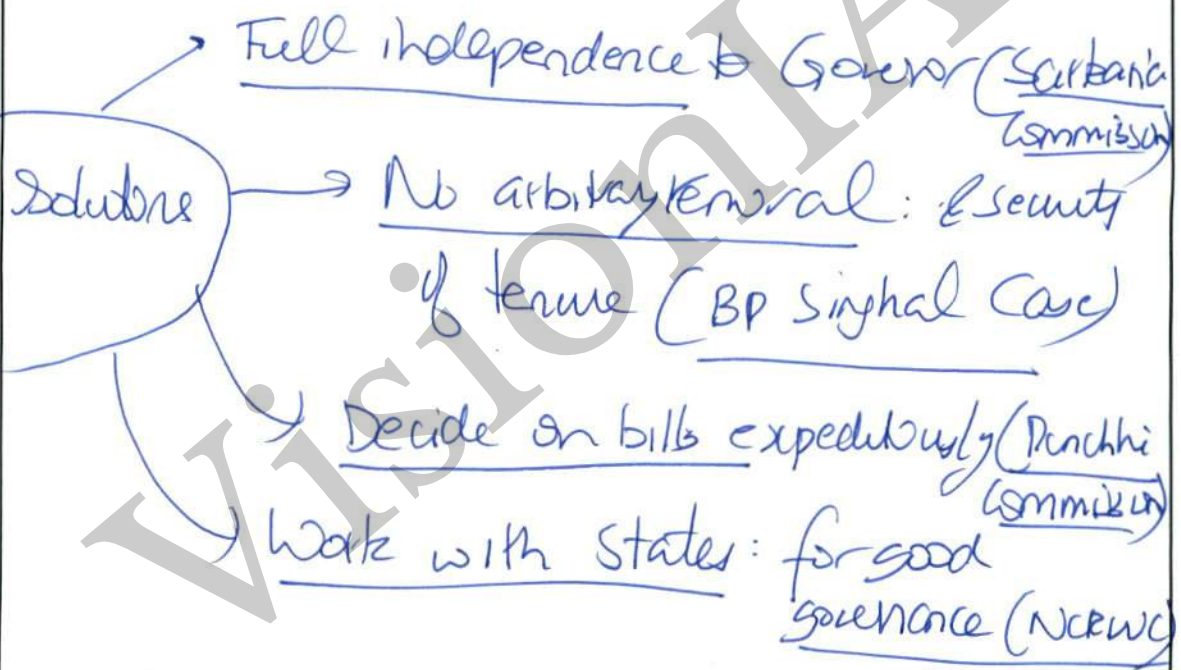 Full independence to Governor (Sarkaria
Commission)
Solutions
No arbitrary removal: & security
of tenure (BP Singhal Case)
Decide on bills expeditiously (Punchhi
Commission)
Work with States: for good
governance (NCRWC)
VisionIA